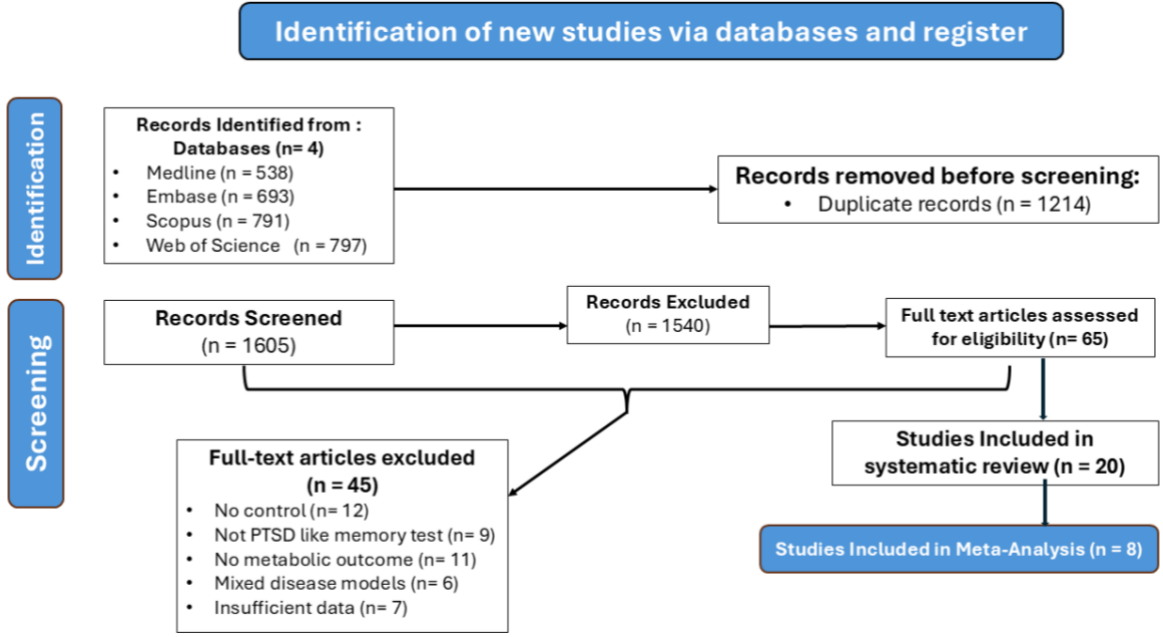 Identification of new studies via databases and register
Identification
Records Identified from :
Databases (n= 4)
• Medline (n = 538)
• Embase (n = 693)
• Scopus (n = 791)
• Web of Science (n = 797)
Records removed before screening:
• Duplicate records (n = 1214)
Screening
Records Screened
(n = 1605)
Records Excluded
(n = 1540)
Full text articles assessed
for eligibility (n= 65)
Full-text articles excluded
(n = 45)
• No control (n= 12)
• Not PTSD like memory test (n= 9)
• No metabolic outcome (n= 11)
• Mixed disease models (n= 6)
• Insufficient data (n= 7)
Studies Included in
systematic review (n = 20)
Studies Included in Meta-Analysis (n = 8)